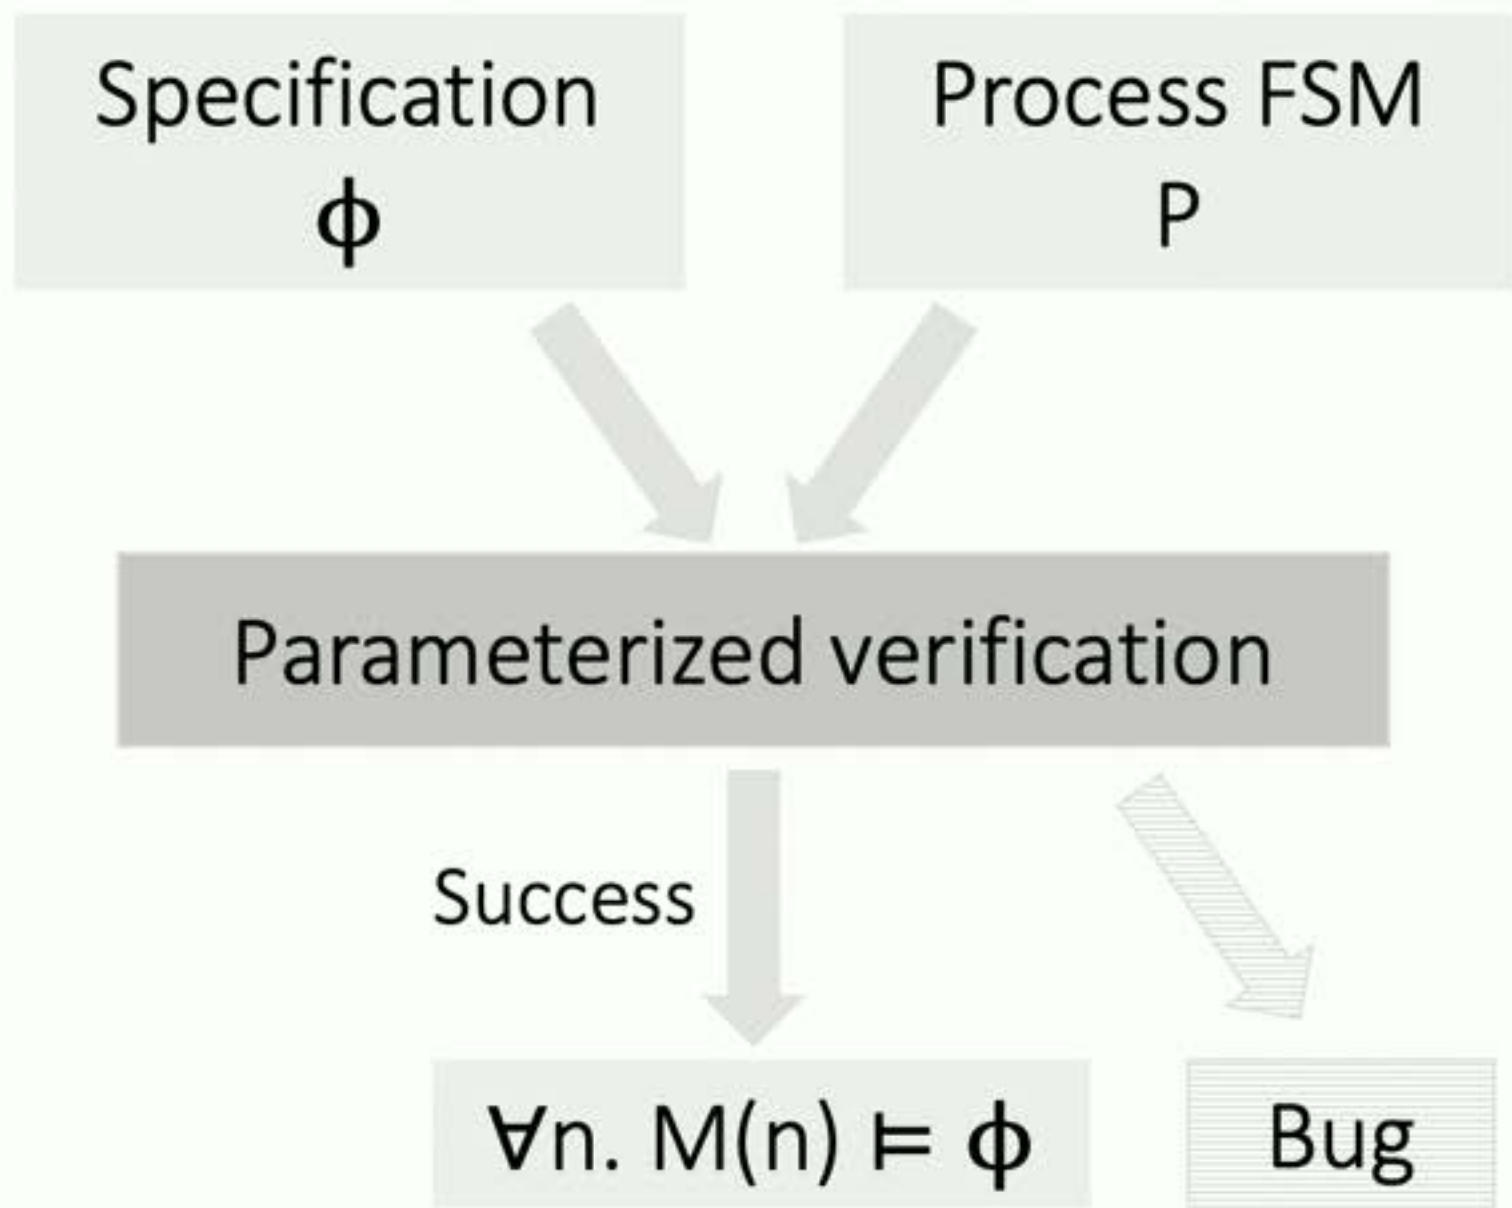 Specification
ϕ
Process FSM
P
Parameterized verification
Success
∀n. M(n) ⊨ ϕ
Bug